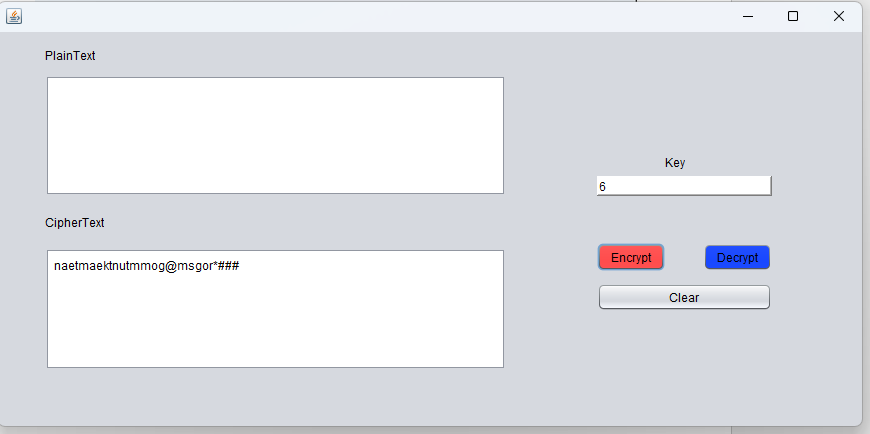 PlainText
Key
6
CipherText
naetmaektnutmmog@msgor*###
Encrypt
Decrypt
Clear